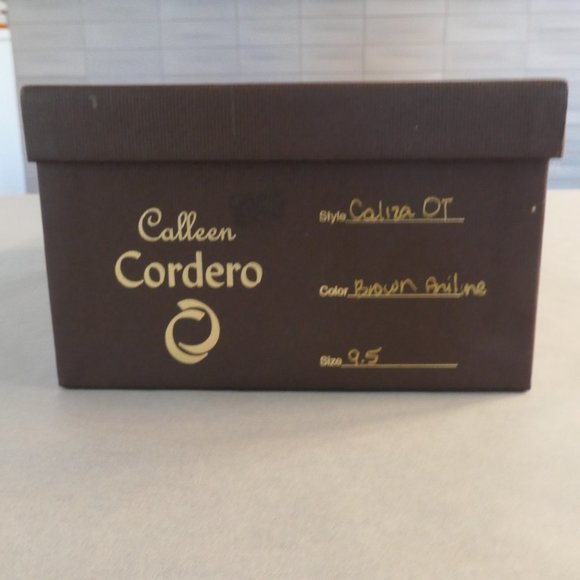 Calleen
Cordero
Style Caliza OT
Color Brown Aniline
Size 9.5